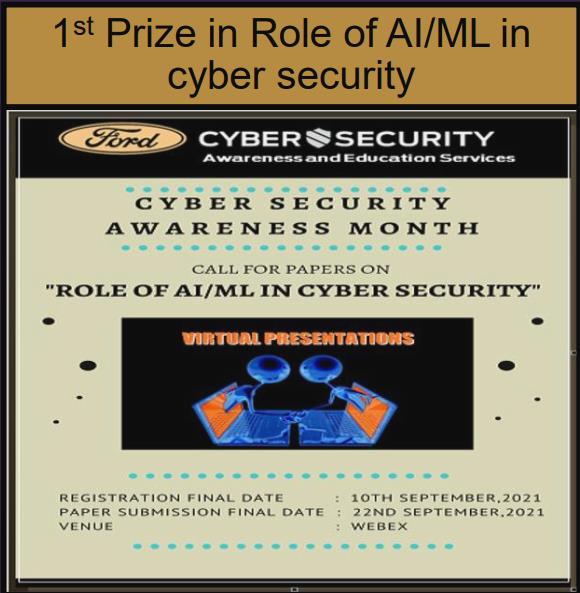 1st Prize in Role of AI/ML in
cyber security
Ford CYBER SECURITY
Awareness and Education Services
CYBER SECURITY
AWARENESS MONTH
CALL FOR PAPERS ON
"ROLE OF AI/ML IN CYBER SECURITY"
VIRTUAL PRESENTATIONS
REGISTRATION FINAL DATE : 10TH SEPTEMBER,2021
PAPER SUBMISSION FINAL DATE : 22ND SEPTEMBER,2021
VENUE : WEBEX